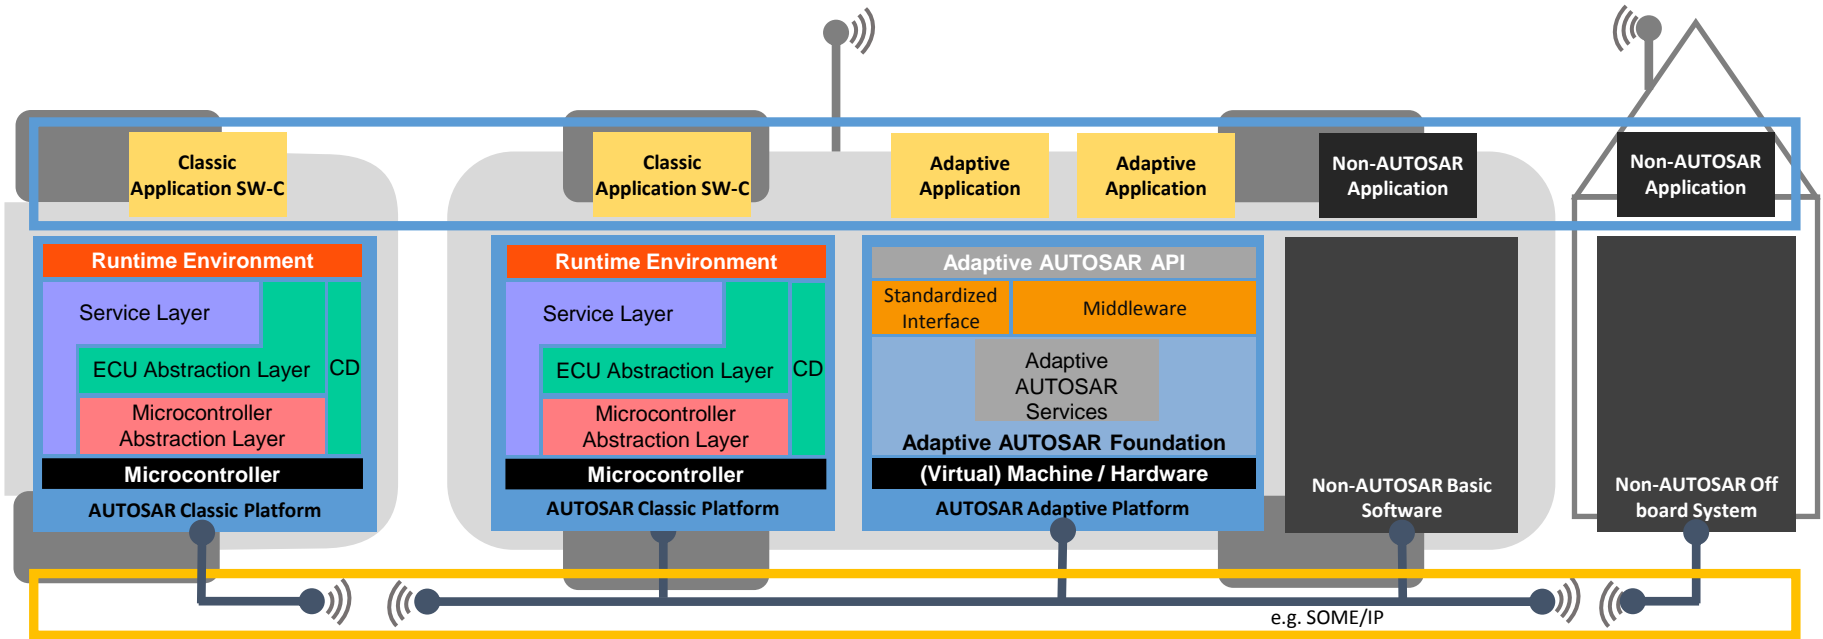 Classic
Application SW-C
Classic
Application SW-C
Adaptive
Application
Adaptive
Application
Non-AUTOSAR
Application
Non-AUTOSAR
Application
Runtime Environment
Service Layer
ECU Abstraction Layer
CD
Microcontroller
Abstraction Layer
Microcontroller
AUTOSAR Classic Platform
Runtime Environment
Service Layer
ECU Abstraction Layer
CD
Microcontroller
Abstraction Layer
Microcontroller
AUTOSAR Classic Platform
Adaptive AUTOSAR API
Standardized
Interface
Middleware
Adaptive
AUTOSAR
Services
Adaptive AUTOSAR Foundation
(Virtual) Machine / Hardware
AUTOSAR Adaptive Platform
Non-AUTOSAR Basic
Software
Non-AUTOSAR Off
board System
e.g. SOME/IP